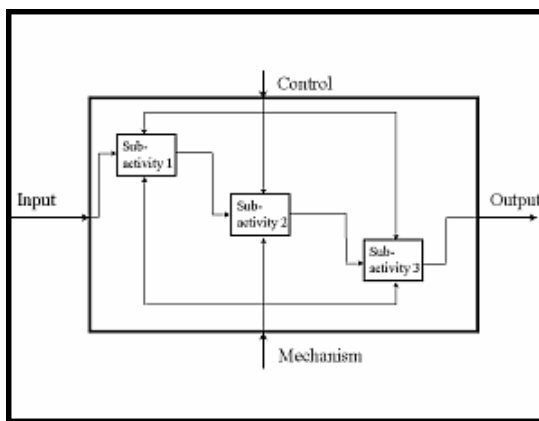 Control
Sub-
activity 1
Input
Sub-
activity 2
Output
Sub-
activity 3
Mechanism